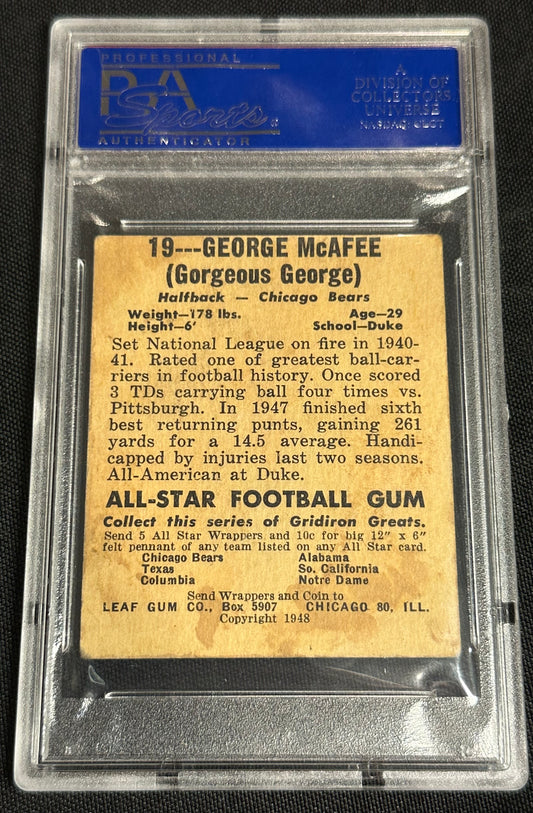 PROFESSIONAL
PSA
Sports
AUTHENTICATOR
A
DIVISION OF
COLLECTORS
UNIVERSE
NASDAQ: CLCT
19---GEORGE McAFEE
(Gorgeous George)
Halfback — Chicago Bears
Weight—178 lbs. Age—29
Height—6' School—Duke
Set National League on fire in 1940-
41. Rated one of greatest ball-car-
riers in football history. Once scored
3 TDs carrying ball four times vs.
Pittsburgh. In 1947 finished sixth
best returning punts, gaining 261
yards for a 14.5 average. Handi-
capped by injuries last two seasons.
All-American at Duke.
ALL-STAR FOOTBALL GUM
Collect this series of Gridiron Greats.
Send 5 All Star Wrappers and 10c for big 12" x 6"
felt pennant of any team listed on any All Star card.
Chicago Bears Alabama
Texas So. California
Columbia Notre Dame
Send Wrappers and Coin to
LEAF GUM CO., Box 5907 CHICAGO 80, ILL.
Copyright 1948